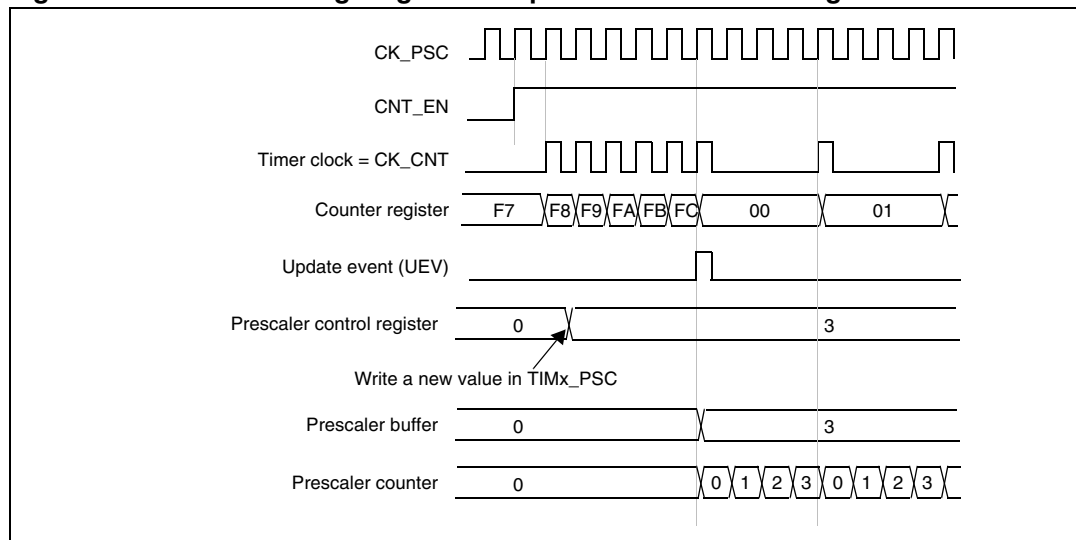 CK_PSC
CNT_EN
Timer clock = CK_CNT
Counter register F7 F8 F9 FA FB FC 00 01
Update event (UEV)
Prescaler control register 0 3
Write a new value in TIMx_PSC
Prescaler buffer 0 3
Prescaler counter 0 0 1 2 3 0 1 2 3